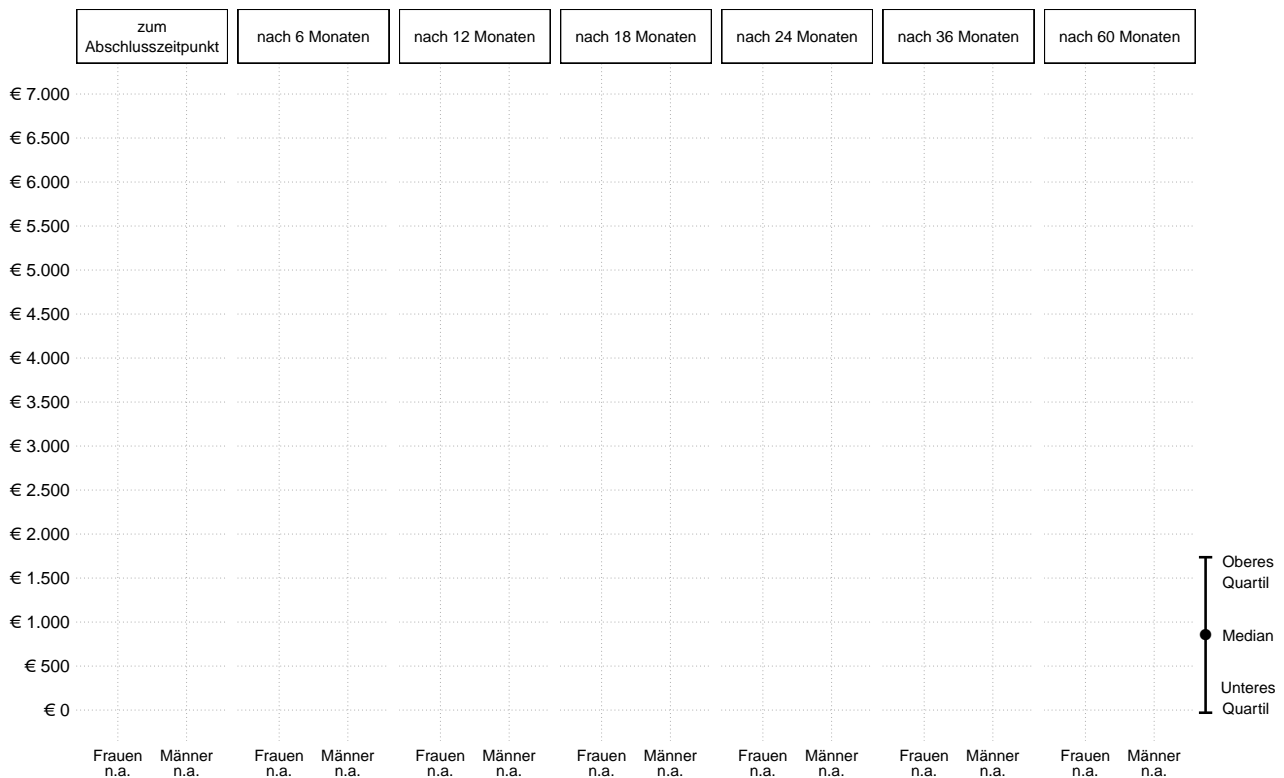 zum
Abschlusszeitpunkt
nach 6 Monaten
nach 12 Monaten
nach 18 Monaten
nach 24 Monaten
nach 36 Monaten
nach 60 Monaten
€ 7.000
€ 6.500
€ 6.000
€ 5.500
€ 5.000
€ 4.500
€ 4.000
€ 3.500
€ 3.000
€ 2.500
€ 2.000
€ 1.500
€ 1.000
€ 500
€ 0
Oberes
Quartil
Median
Unteres
Quartil
Frauen Männer Frauen Männer Frauen Männer Frauen Männer Frauen Männer Frauen Männer Frauen Männer
n.a. n.a. n.a. n.a. n.a. n.a. n.a. n.a. n.a. n.a. n.a. n.a. n.a. n.a.